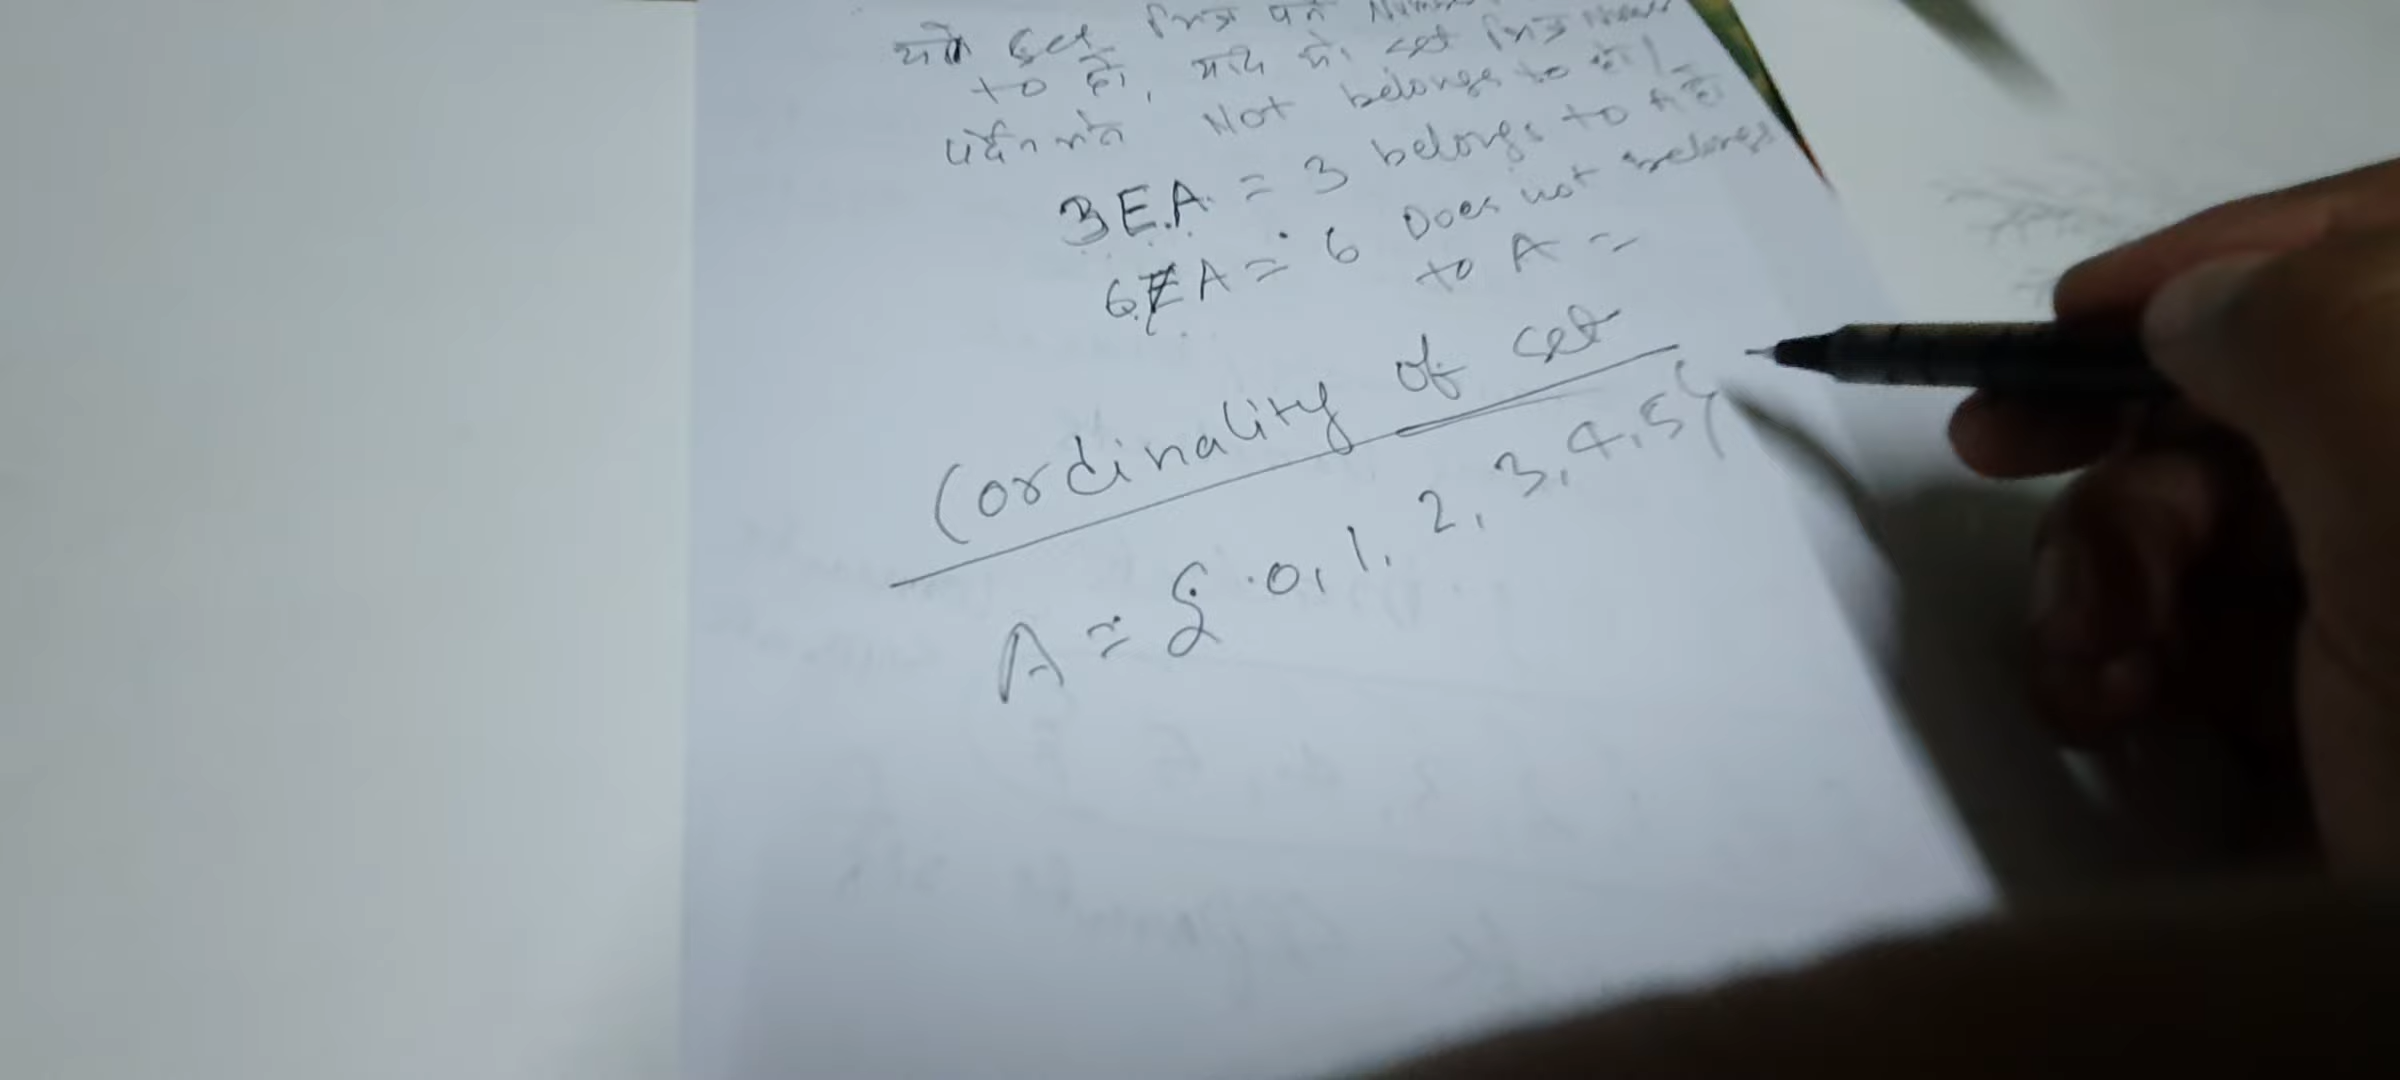 set
to हो, यदि वो set
Not belongs to हो।
3 ∈ A = 3 belongs to A
6 ∉ A = 6 Does not belongs
to A =
Cordinality of set
A = { 0, 1, 2, 3, 4, 5 }